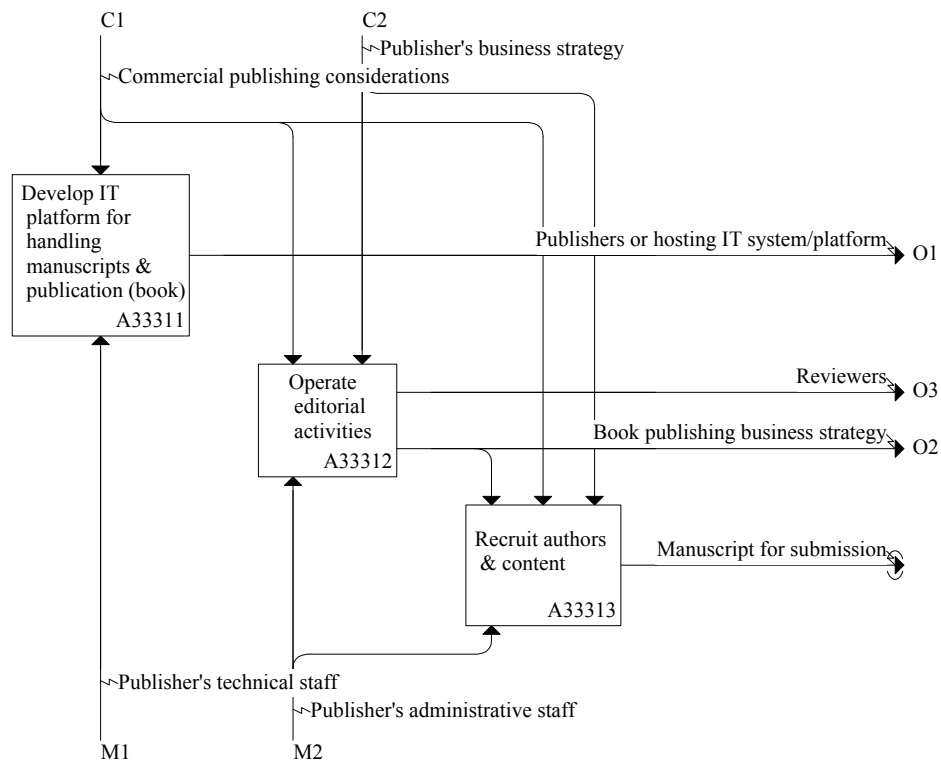 C1
C2
Publisher's business strategy
Commercial publishing considerations
Develop IT
platform for
handling
manuscripts &
publication (book)
A33311
Publishers or hosting IT system/platform
O1
Operate
editorial
activities
A33312
Reviewers
O3
Book publishing business strategy
O2
Recruit authors
& content
A33313
Manuscript for submission
Publisher's technical staff
Publisher's administrative staff
M1
M2